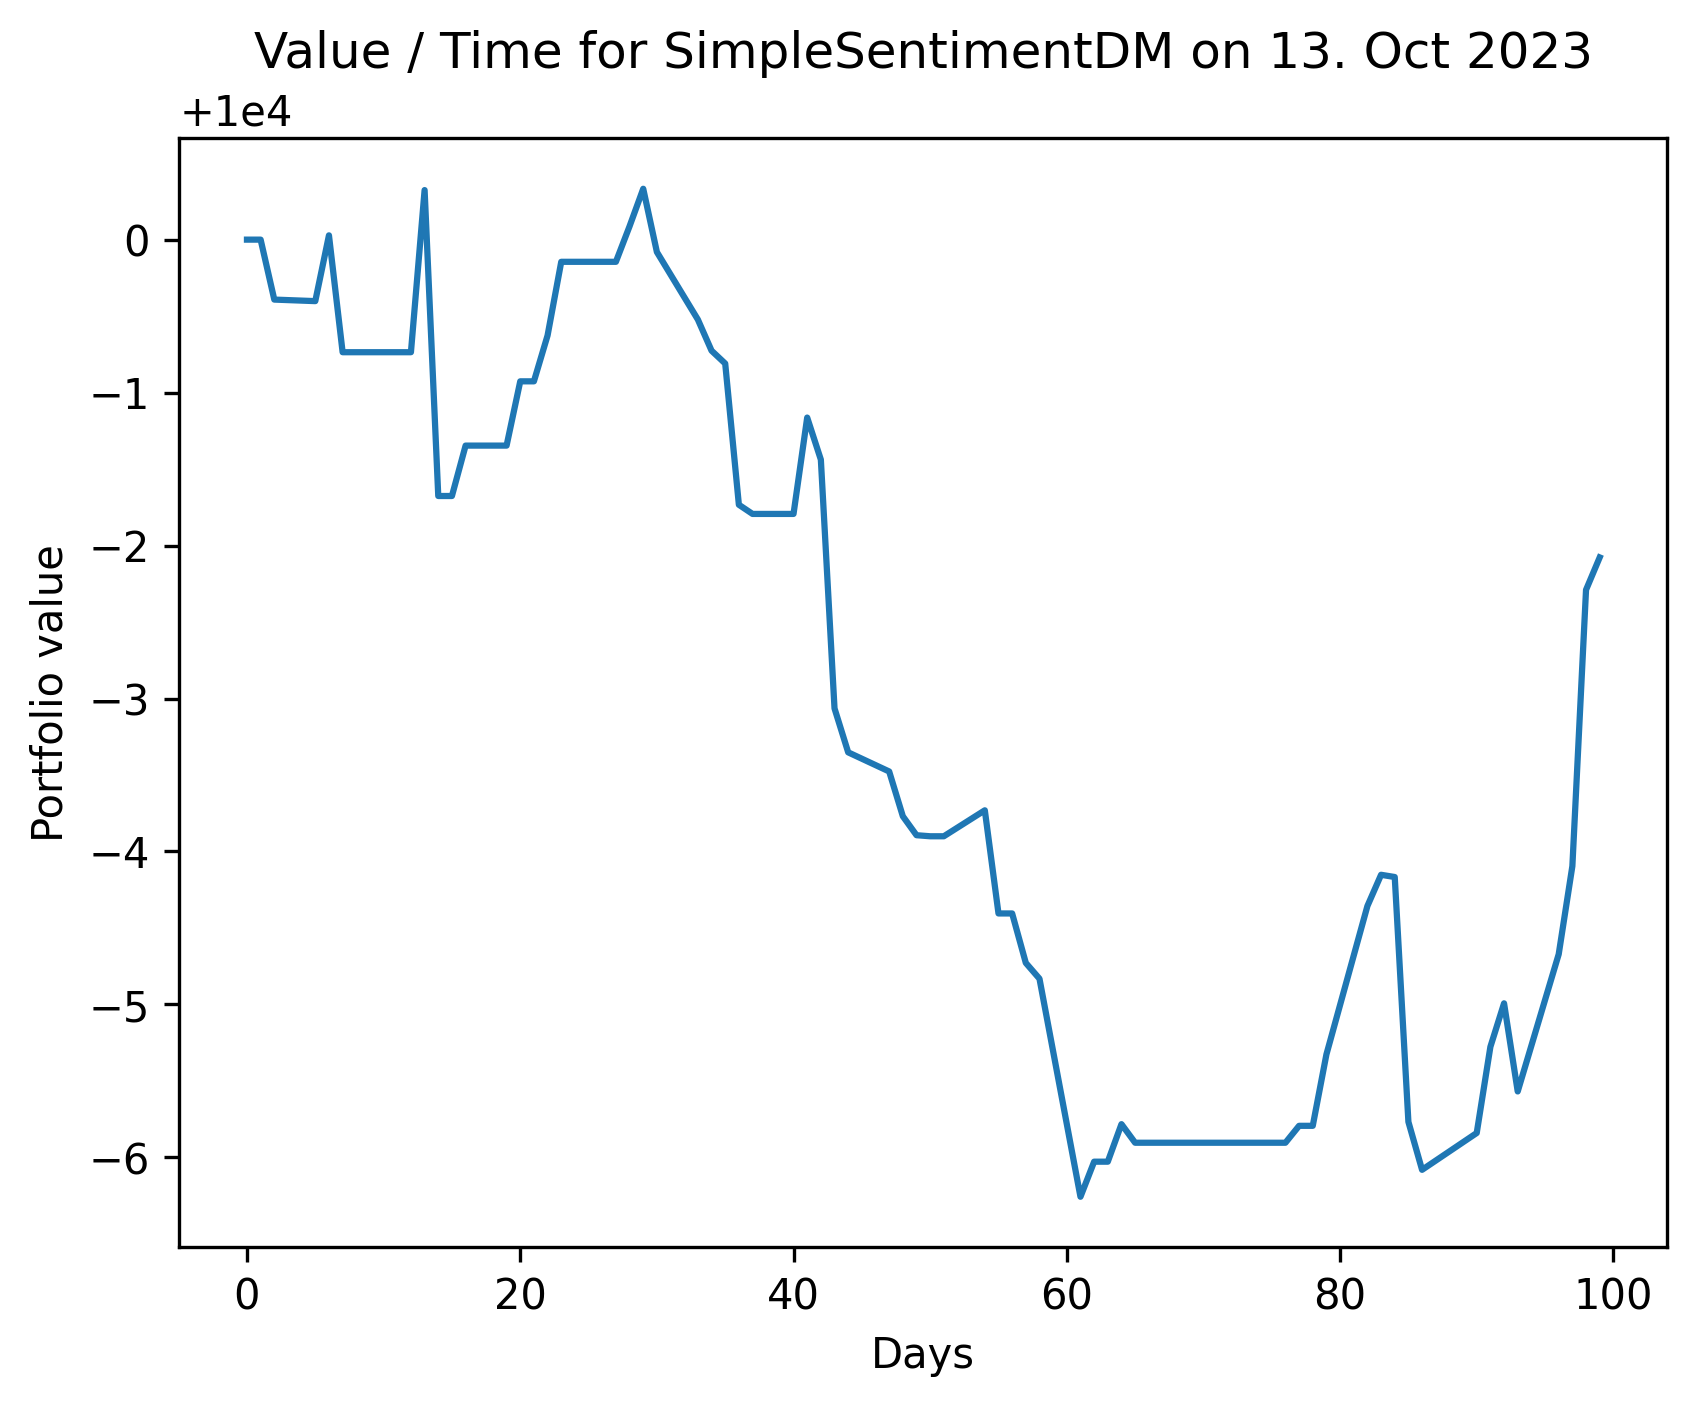 Value / Time for SimpleSentimentDM on 13. Oct 2023
+1e4
0
−1
−2
−3
−4
−5
−6
Portfolio value
0 20 40 60 80 100
Days